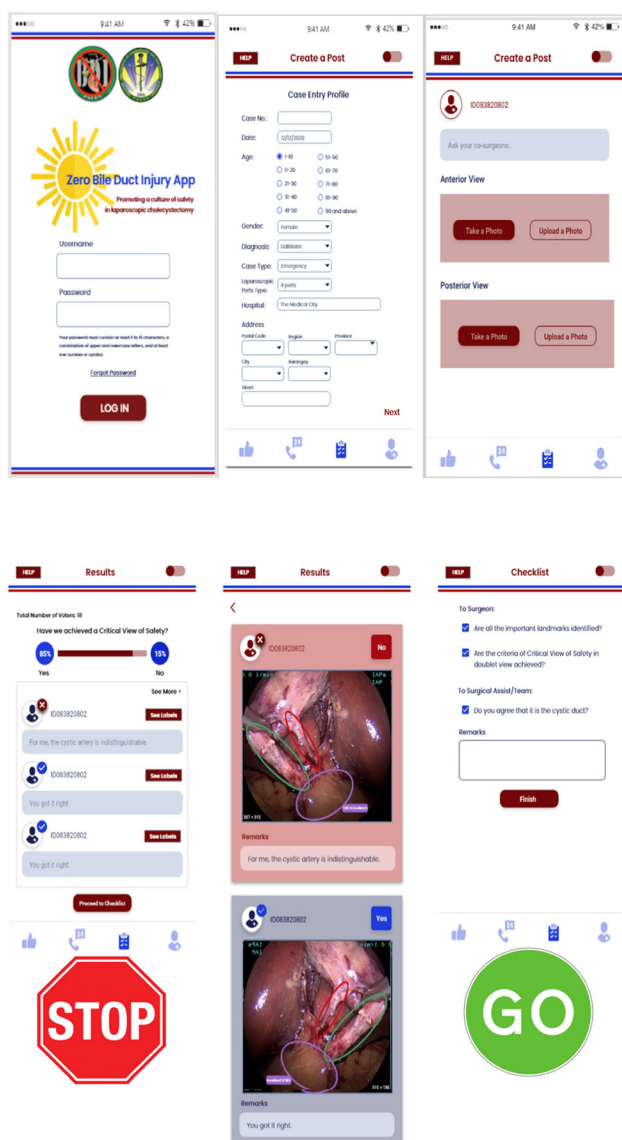 9:41 AM
42%
BDI
Zero Bile Duct Injury App
Promoting a culture of safety
in laparoscopic cholecystectomy
Username
Password
Your password must contain at least 8 to 15 characters, a
combination of upper and lowercase letters, and at least
one number or symbol.
Forgot Password
LOG IN
9:41 AM
42%
HELP
Create a Post
Case Entry Profile
Case No.:
Date:
12/12/2020
Age:
1-10
51-60
11-20
61-70
21-30
71-80
31-40
81-90
41-50
90 and above
Gender:
Female
Diagnosis:
Gallstone
Case Type:
Emergency
Laparoscopic
Ports Type:
4 ports
Hospital:
The Medical City
Address
Postal Code
Region
Province
City
Barangay
Street
Next
24
9:41 AM
42%
HELP
Create a Post
ID083820802
Ask your co-surgeons...
Anterior View
Take a Photo
Upload a Photo
Posterior View
Take a Photo
Upload a Photo
24
HELP
Results
Total Number of Voters: 18
Have we achieved a Critical View of Safety?
85%
15%
Yes
No
See More >
ID083820802
See Labels
For me, the cystic artery is indistinguishable.
ID083820802
See Labels
You got it right.
ID083820802
See Labels
You got it right.
Proceed to Checklist
24
STOP
HELP
Results
<
ID083820802
No
0 l/min
IAPa
IAP
Remarks
For me, the cystic artery is indistinguishable.
ID083820802
Yes
Remarks
You got it right.
HELP
Checklist
To Surgeon:
Are all the important landmarks identified?
Are the criteria of Critical View of Safety in
doublet view achieved?
To Surgical Assist/Team:
Do you agree that it is the cystic duct?
Remarks
Finish
24
GO